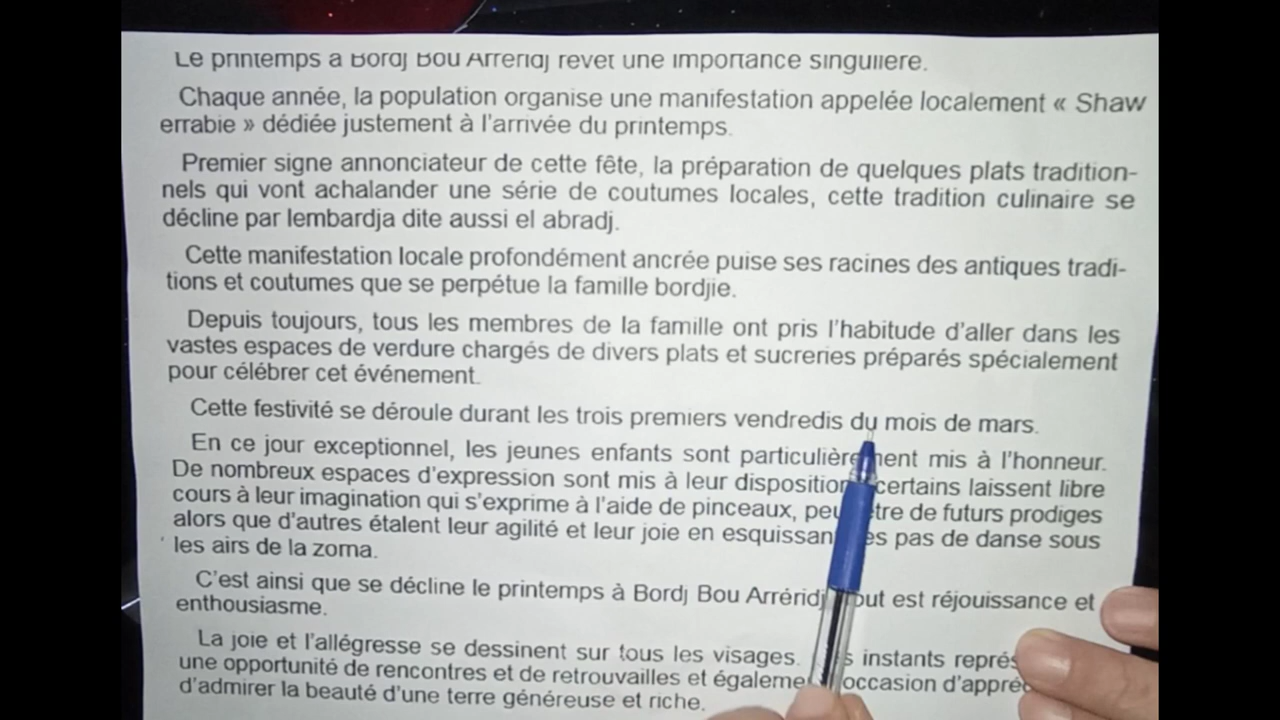 Le printemps à Bordj Bou Arréridj revêt une importance singulière.
Chaque année, la population organise une manifestation appelée localement « Shaw
errabie » dédiée justement à l'arrivée du printemps.
Premier signe annonciateur de cette fête, la préparation de quelques plats tradition-
nels qui vont achalander une série de coutumes locales, cette tradition culinaire se
décline par lembardja dite aussi el abradj.
Cette manifestation locale profondément ancrée puise ses racines des antiques tradi-
tions et coutumes que se perpétue la famille bordjie.
Depuis toujours, tous les membres de la famille ont pris l'habitude d'aller dans les
vastes espaces de verdure chargés de divers plats et sucreries préparés spécialement
pour célébrer cet événement.
Cette festivité se déroule durant les trois premiers vendredis du mois de mars.
En ce jour exceptionnel, les jeunes enfants sont particulièrement mis à l'honneur.
De nombreux espaces d'expression sont mis à leur disposition certains laissent libre
cours à leur imagination qui s'exprime à l'aide de pinceaux, de futurs prodiges
alors que d'autres étalent leur agilité et leur joie en esquissant pas de danse sous
les airs de la zorna.
C'est ainsi que se décline le printemps à Bordj Bou Arréridj est réjouissance et
enthousiasme.
La joie et l'allégresse se dessinent sur tous les visages. instants
une opportunité de rencontres et de retrouvailles et également occasion
d'admirer la beauté d'une terre généreuse et riche.